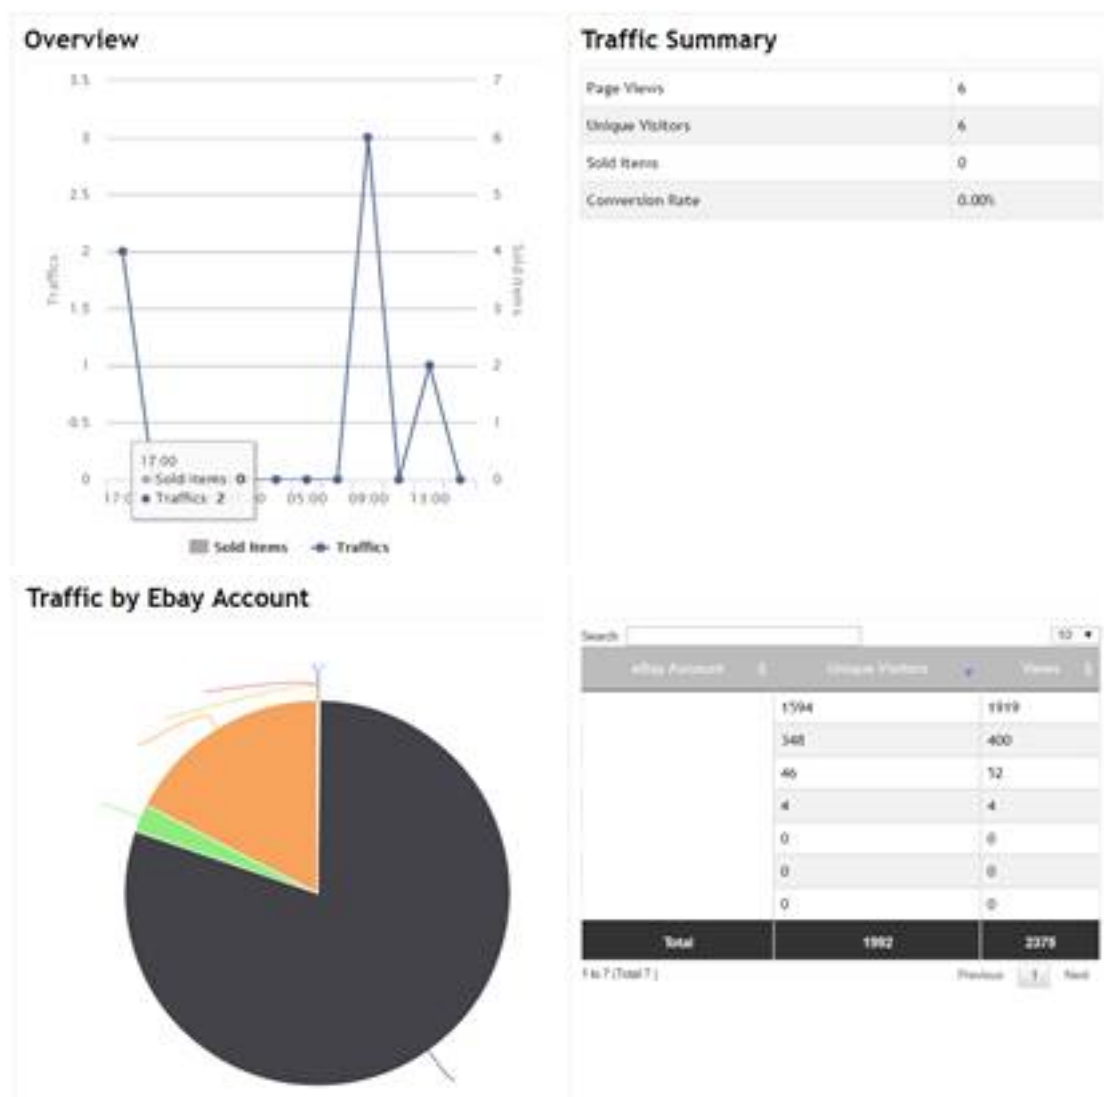 Overview
3.5
7
3
6
2.5
5
2
4
1.5
3
1
2
0.5
1
0
0
Traffics
Sold Items
17:00
Sold Items 0
Traffics 2
05:00 09:00 13:00
Sold Items Traffics
Traffic Summary
Page Views 6
Unique Visitors 6
Sold Items 0
Conversion Rate 0.00%
Traffic by Ebay Account
Search 10
eBay Account Unique Visitors Views
1594 1919
348 400
46 52
4 4
0 0
0 0
0 0
Total 1992 2375
1 to 7 (Total 7 )
Previous 1 Next